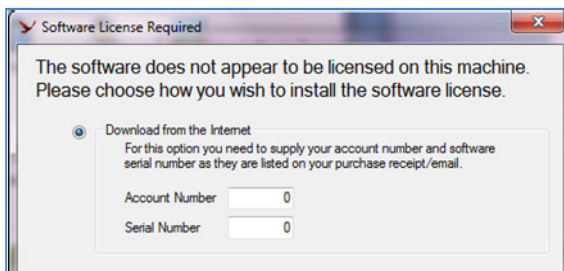 Software License Required
The software does not appear to be licensed on this machine.
Please choose how you wish to install the software license.
Download from the Internet
For this option you need to supply your account number and software
serial number as they are listed on your purchase receipt/email.
Account Number 0
Serial Number 0